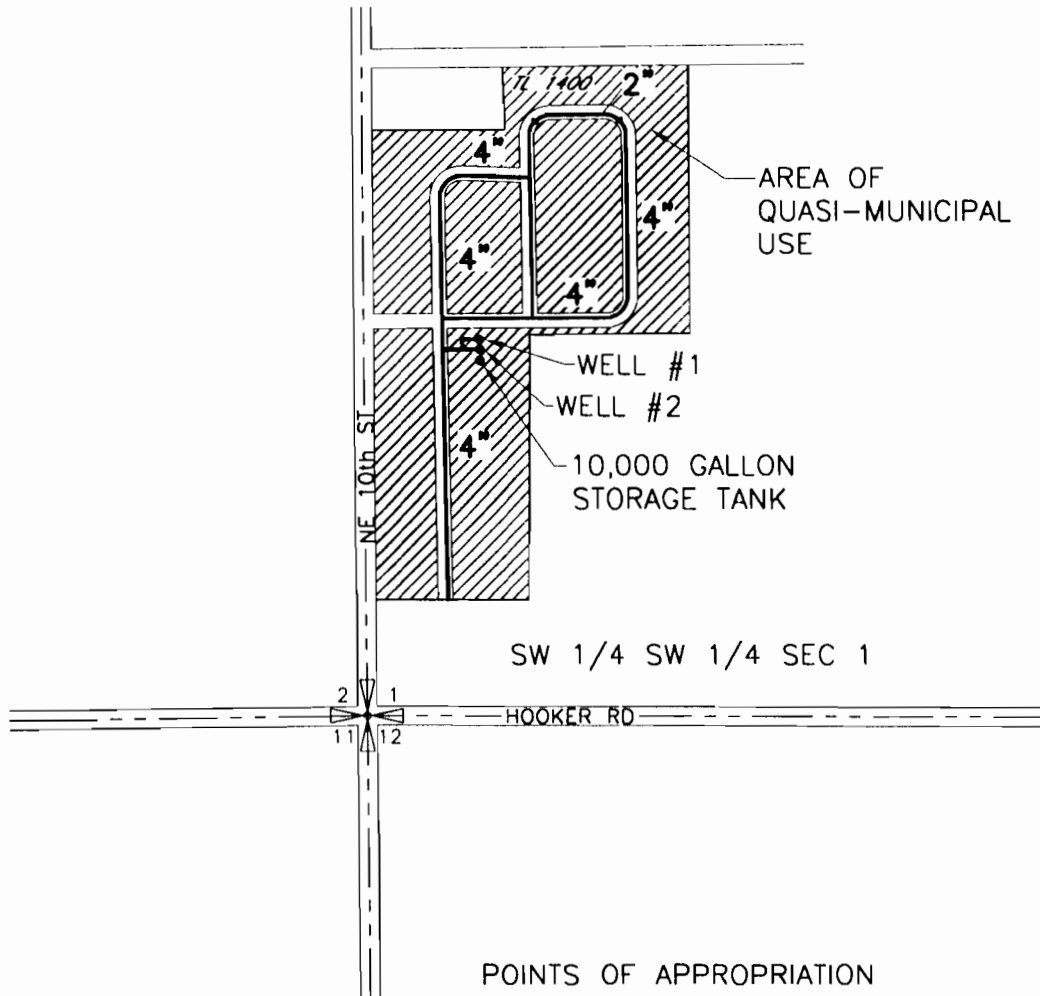 TL 1400
2"
4"
AREA OF
QUASI-MUNICIPAL
USE
4"
4"
4"
WELL #1
WELL #2
4"
10,000 GALLON
STORAGE TANK
NE 10th ST
SW 1/4 SW 1/4 SEC 1
2 1
HOOKER RD
11 12
POINTS OF APPROPRIATION